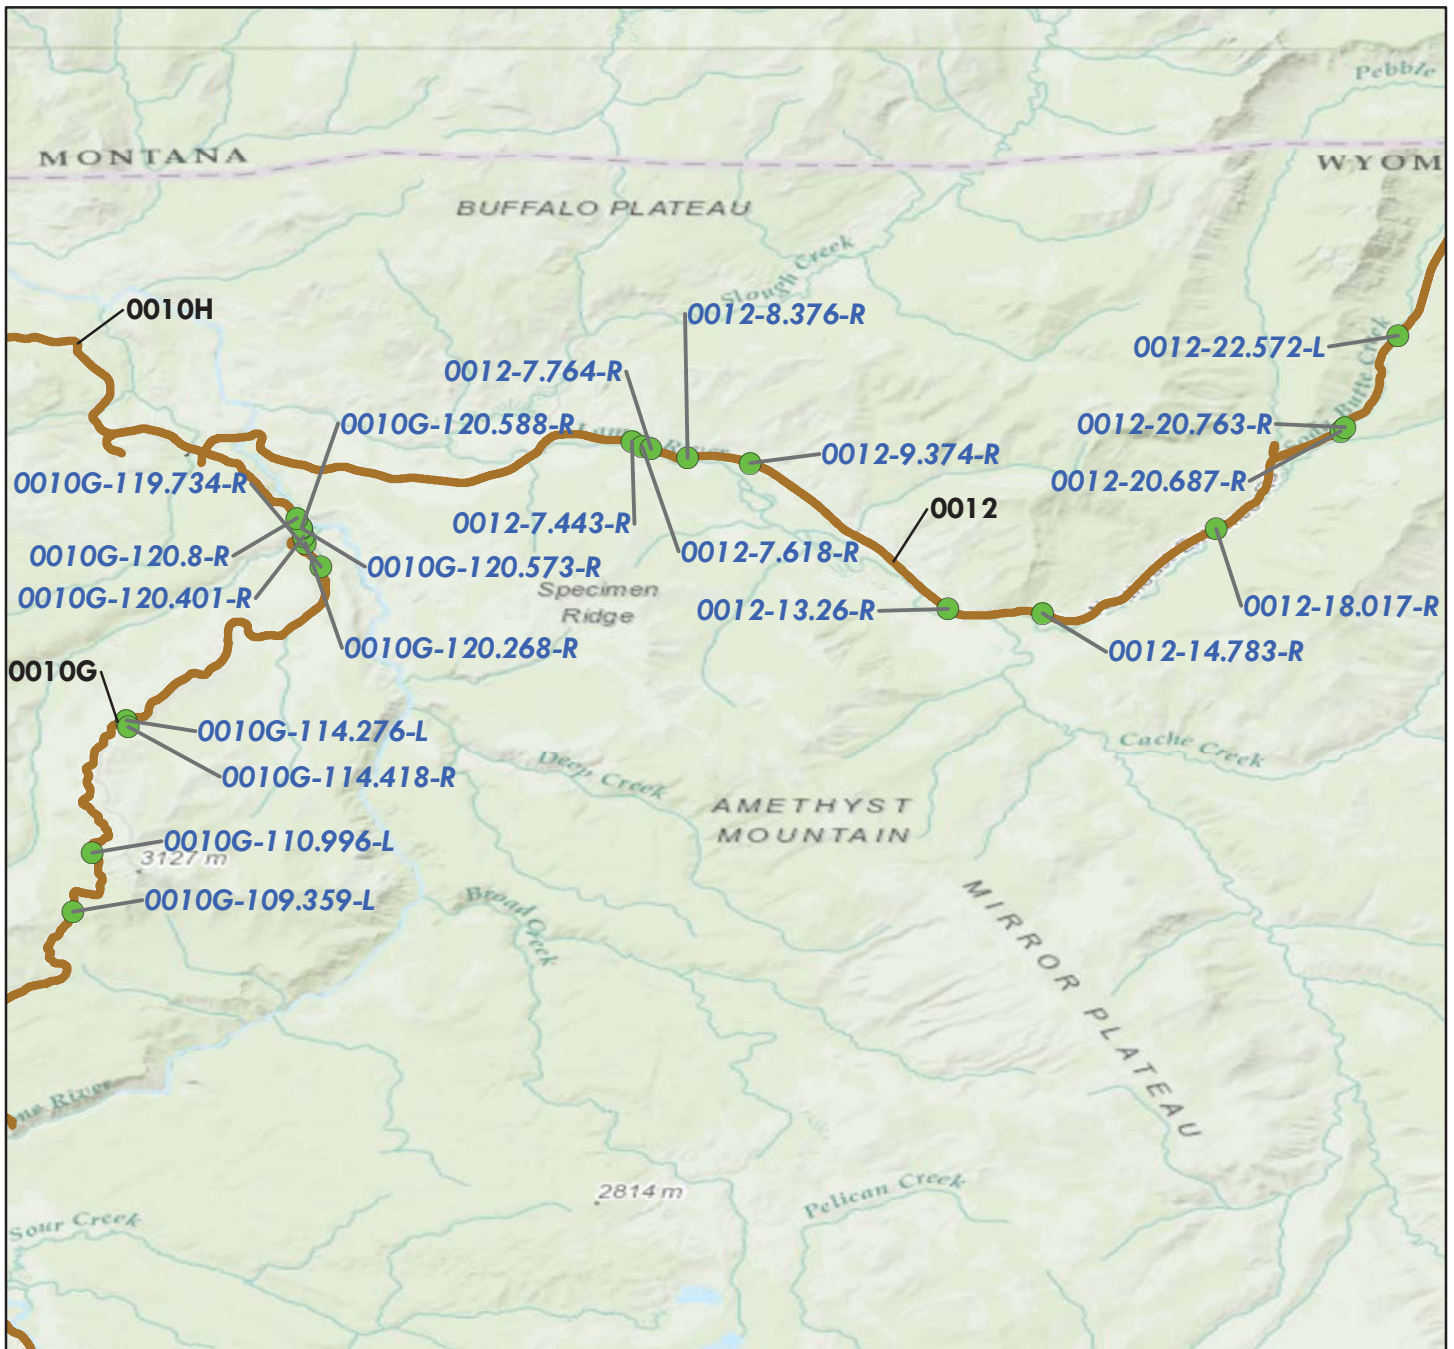 Pebble
MONTANA
WYOM
BUFFALO PLATEAU
Slough Creek
0010H
0012-8.376-R
0012-22.572-L
0012-7.764-R
0010G-120.588-R
0012-20.763-R
Butte Creek
0012-9.374-R
0010G-119.734-R
0012-20.687-R
0012
0012-7.443-R
0010G-120.8-R
0012-7.618-R
0010G-120.573-R
Specimen
Ridge
0010G-120.401-R
0012-13.26-R
0012-18.017-R
0010G-120.268-R
0012-14.783-R
0010G
0010G-114.276-L
Cache Creek
Deep Creek
0010G-114.418-R
AMETHYST
MOUNTAIN
0010G-110.996-L
3127 m
0010G-109.359-L
Broad Creek
MIRROR PLATEAU
ne River
2814 m
Pelican Creek
Sour Creek